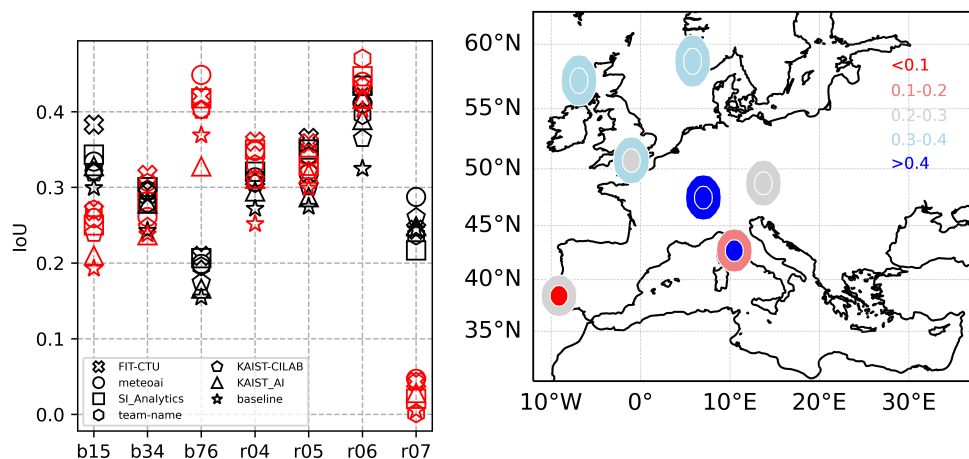 IoU
0.4
0.3
0.2
0.1
0.0
FIT-CTU
meteoai
SI_Analytics
team-name
KAIST-CILAB
KAIST_AI
baseline
b15 b34 b76 r04 r05 r06 r07
60°N
55°N
50°N
45°N
40°N
35°N
<0.1
0.1-0.2
0.2-0.3
0.3-0.4
>0.4
10°W 0° 10°E 20°E 30°E